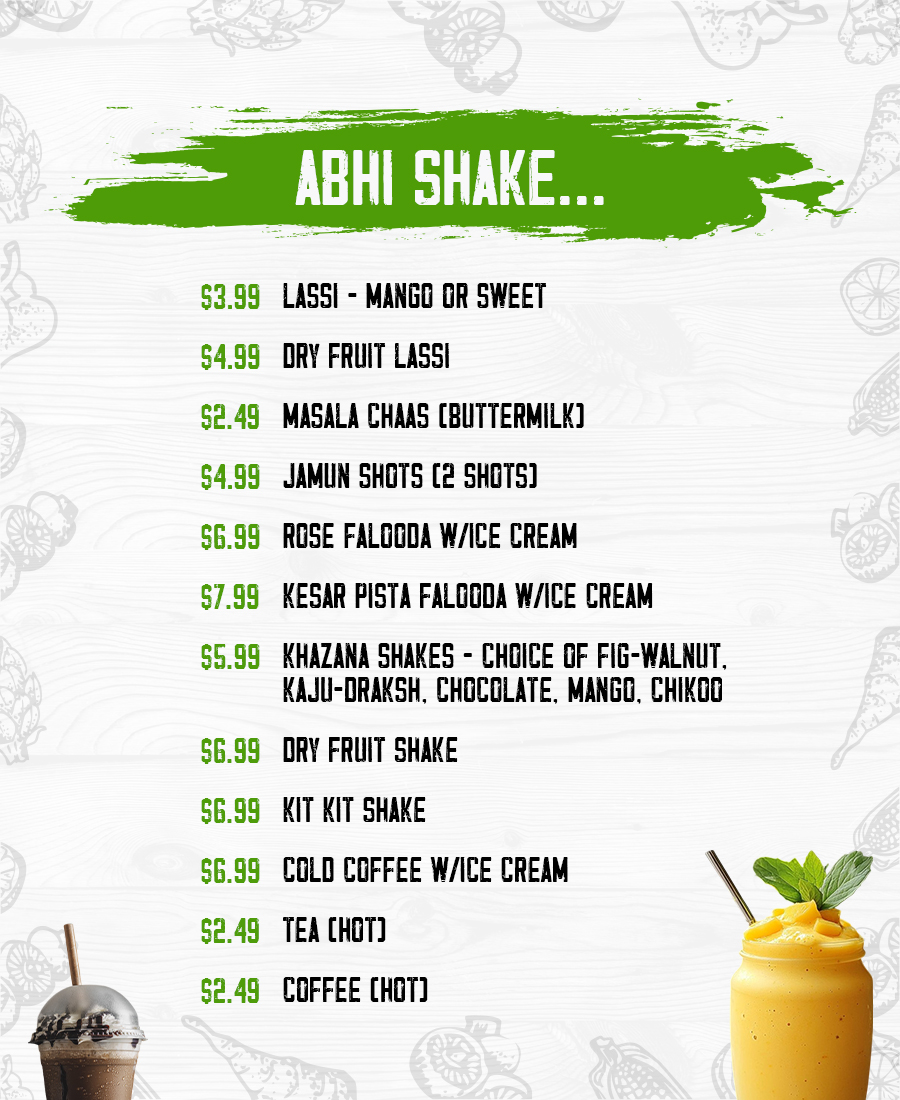 ABHI SHAKE...
$3.99 LASSI - MANGO OR SWEET
$4.99 DRY FRUIT LASSI
$2.49 MASALA CHAAS (BUTTERMILK)
$4.99 JAMUN SHOTS (2 SHOTS)
$6.99 ROSE FALOODA W/ICE CREAM
$7.99 KESAR PISTA FALOODA W/ICE CREAM
$5.99 KHAZANA SHAKES - CHOICE OF FIG-WALNUT,
KAJU-DRAKSH, CHOCOLATE, MANGO, CHIKOO
$6.99 DRY FRUIT SHAKE
$6.99 KIT KIT SHAKE
$6.99 COLD COFFEE W/ICE CREAM
$2.49 TEA (HOT)
$2.49 COFFEE (HOT)